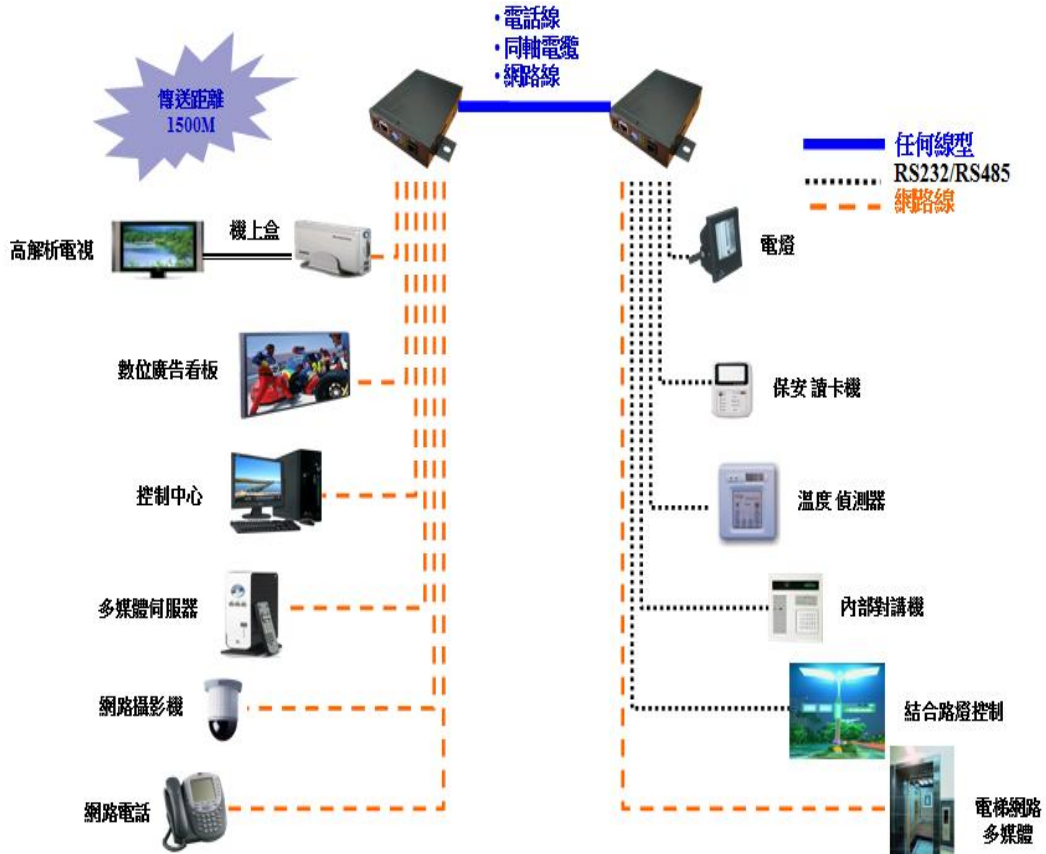 •電話線
•同軸電纜
•網路線
傳送距離
1500M
任何線型
RS232/RS485
網路線
高解析電視
機上盒
電燈
數位廣告看板
保安 讀卡機
控制中心
溫度 偵測器
多媒體伺服器
內部對講機
網路攝影機
結合路燈控制
網路電話
電梯網路
多媒體